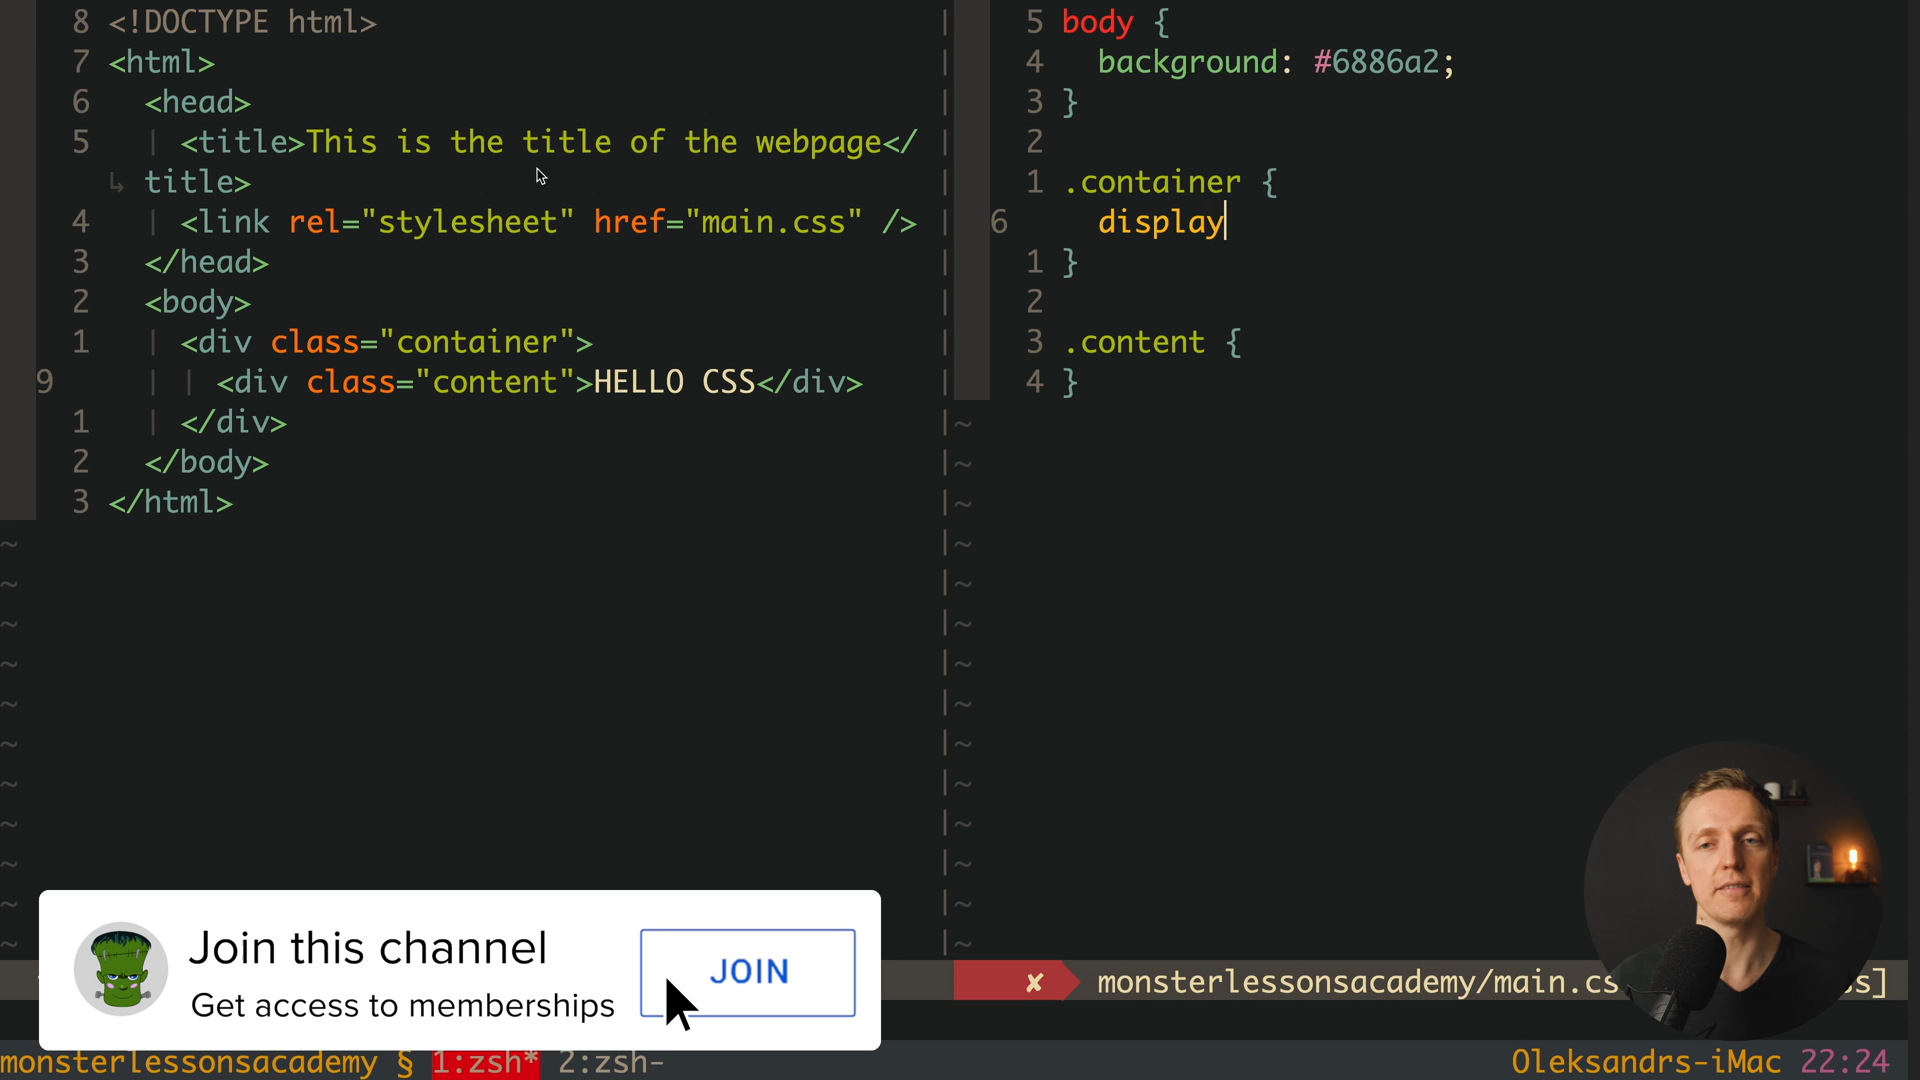 8 <!DOCTYPE html>
7 <html>
6 <head>
5 | <title>This is the title of the webpage</
↳ title>
4 | <link rel="stylesheet" href="main.css" />
3 </head>
2 <body>
1 | <div class="container">
9 | | <div class="content">HELLO CSS</div>
1 | </div>
2 </body>
3 </html>
5 body {
4 background: #6886a2;
3 }
2
1 .container {
6 display
1 }
2
3 .content {
4 }
Join this channel
Get access to memberships
JOIN
✘ monsterlessonsacademy/main.cs
s]
monsterlessonsacademy § 1:zsh* 2:zsh-
Oleksandrs-iMac 22:24